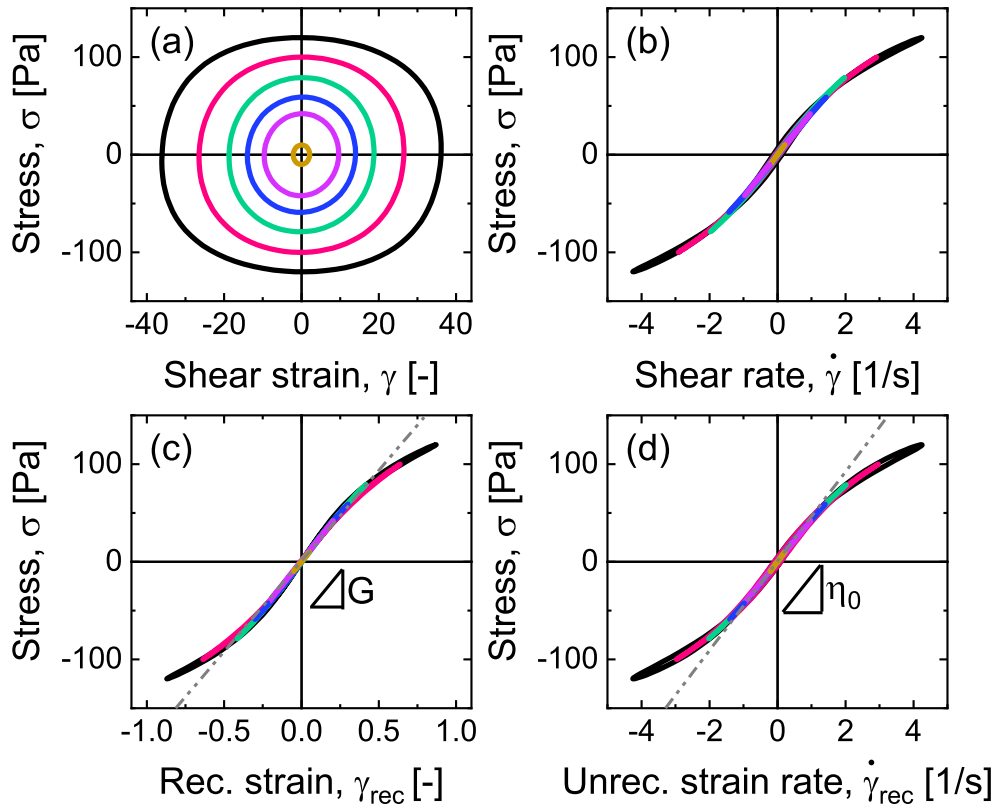 (a)
Stress, σ [Pa]
100
0
-100
-40 -20 0 20 40
Shear strain, γ [-]
(b)
Stress, σ [Pa]
100
0
-100
-4 -2 0 2 4
Shear rate, γ̇ [1/s]
(c)
Stress, σ [Pa]
100
0
-100
G
-1.0 -0.5 0.0 0.5 1.0
Rec. strain, γrec [-]
(d)
Stress, σ [Pa]
100
0
-100
η0
-4 -2 0 2 4
Unrec. strain rate, γ̇rec [1/s]